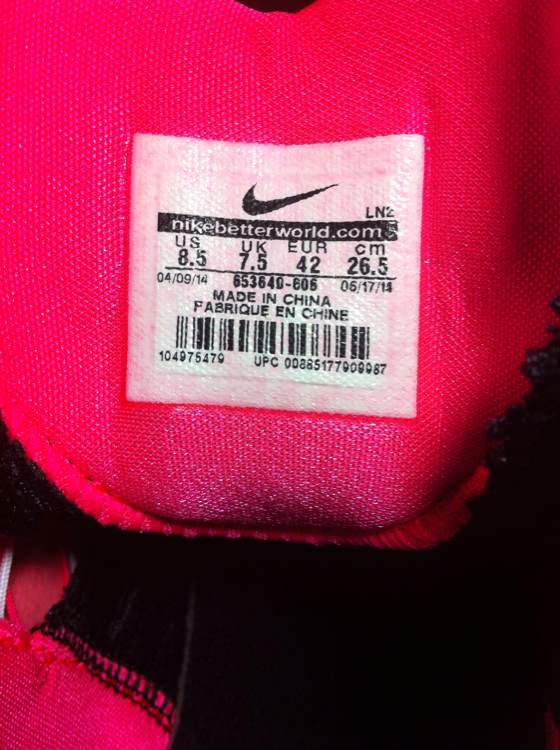 LN2
nikebetterworld.com
US UK EUR cm
8.5 7.5 42 26.5
04/09/14 653640-606 06/17/14
MADE IN CHINA
FABRIQUE EN CHINE
104975479 UPC 00885177909987